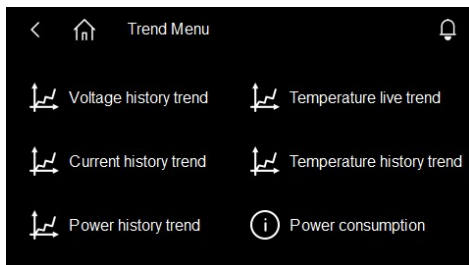 Trend Menu
Voltage history trend
Temperature live trend
Current history trend
Temperature history trend
Power history trend
Power consumption